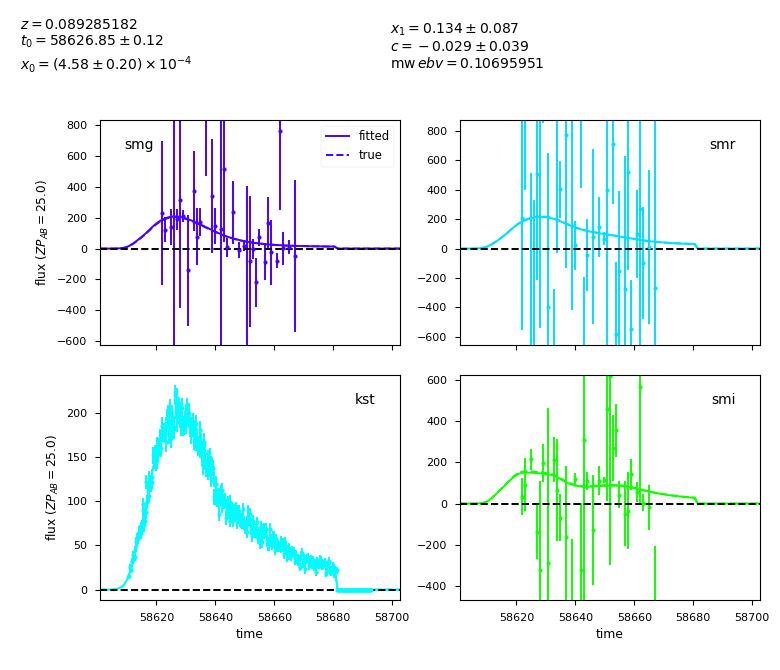 z = 0.089285182
t₀ = 58626.85 ± 0.12
x₀ = (4.58 ± 0.20) × 10⁻⁴
x₁ = 0.134 ± 0.087
c = −0.029 ± 0.039
mw ebv = 0.10695951
smg
fitted
true
800
600
400
200
0
−200
−400
−600
flux (ZP_AB = 25.0)
smr
800
600
400
200
0
−200
−400
−600
kst
200
150
100
50
0
flux (ZP_AB = 25.0)
58620 58640 58660 58680 58700
time
smi
600
400
200
0
−200
−400
58620 58640 58660 58680 58700
time